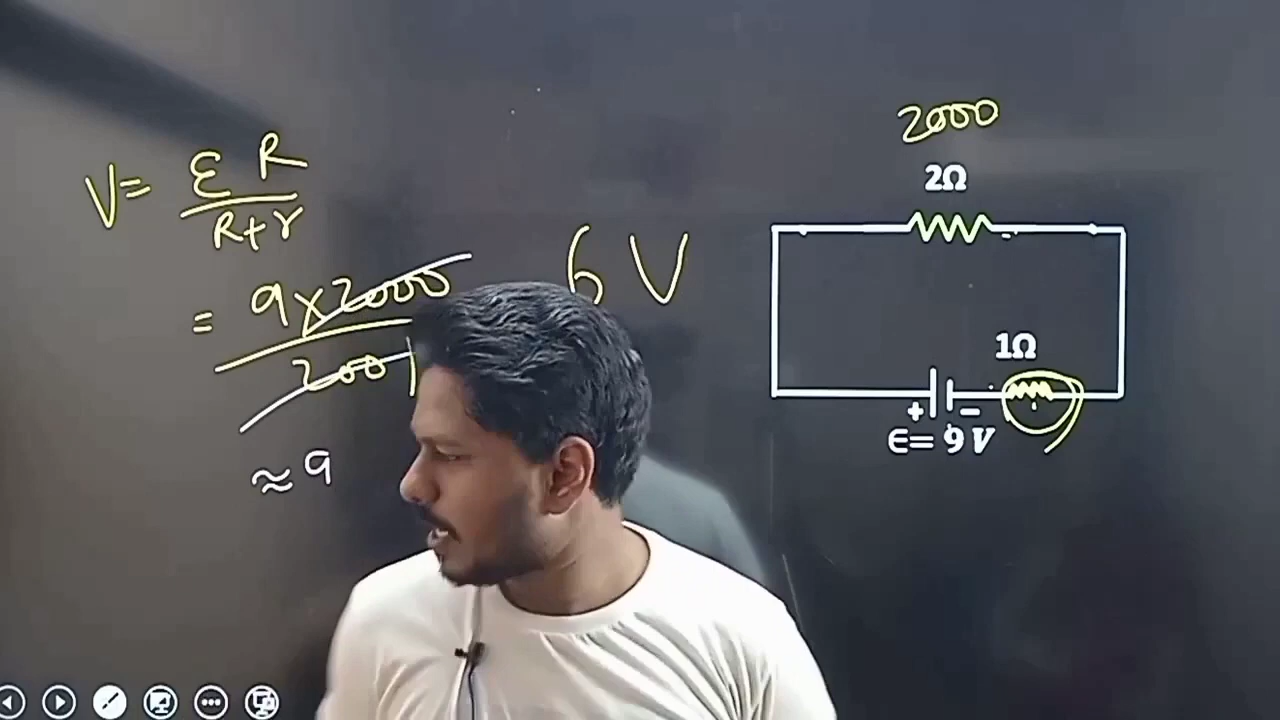 V= ε R / R+r
= 9×2000 / 2001
≈ 9
6 V
2000
2Ω
1Ω
+ −
ϵ= 9 V